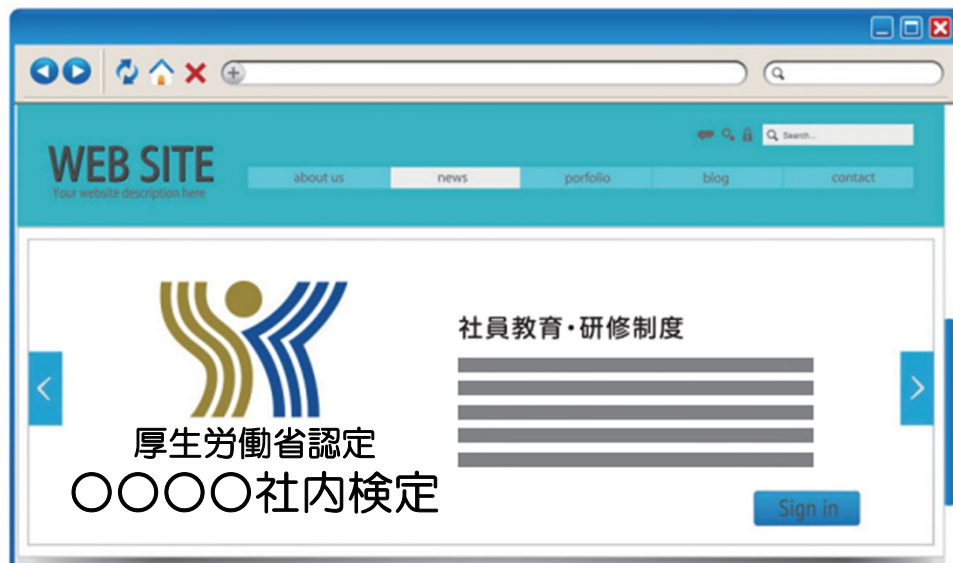 Search...
WEB SITE
Your website description here
about us news porfolio blog contact
社員教育・研修制度
厚生労働省認定
〇〇〇〇社内検定
Sign in